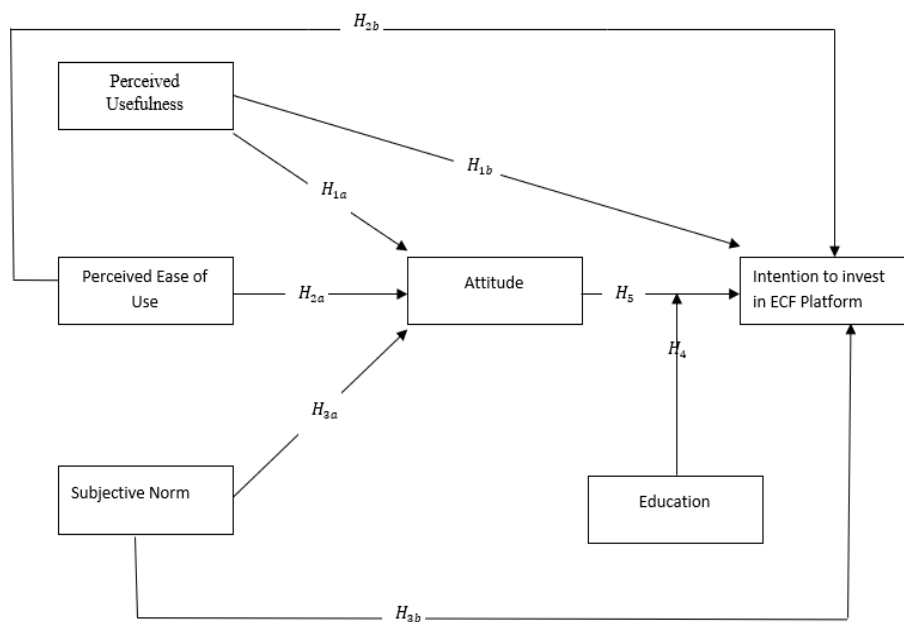 H2b
Perceived
Usefulness
H1b
H1a
Perceived Ease of
Use
H2a
Attitude
H5
Intention to invest
in ECF Platform
H4
H3a
Subjective Norm
Education
H3b